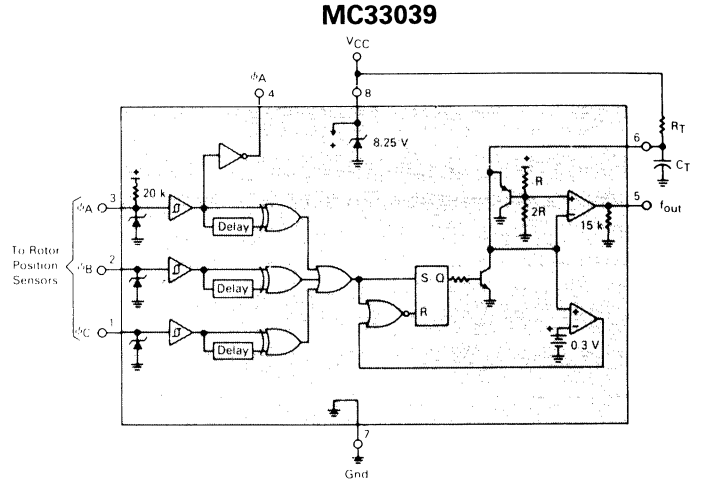 MC33039
VCC
ϕA
4
8
6
RT
CT
8.25 V
+
+
R
2R
+
−
5
fout
15 k
+
3
20 k
ϕA
Delay
To Rotor
Position
Sensors
2
ϕB
Delay
S Q
R
1
ϕC
Delay
+
−
+
0.3 V
7
Gnd